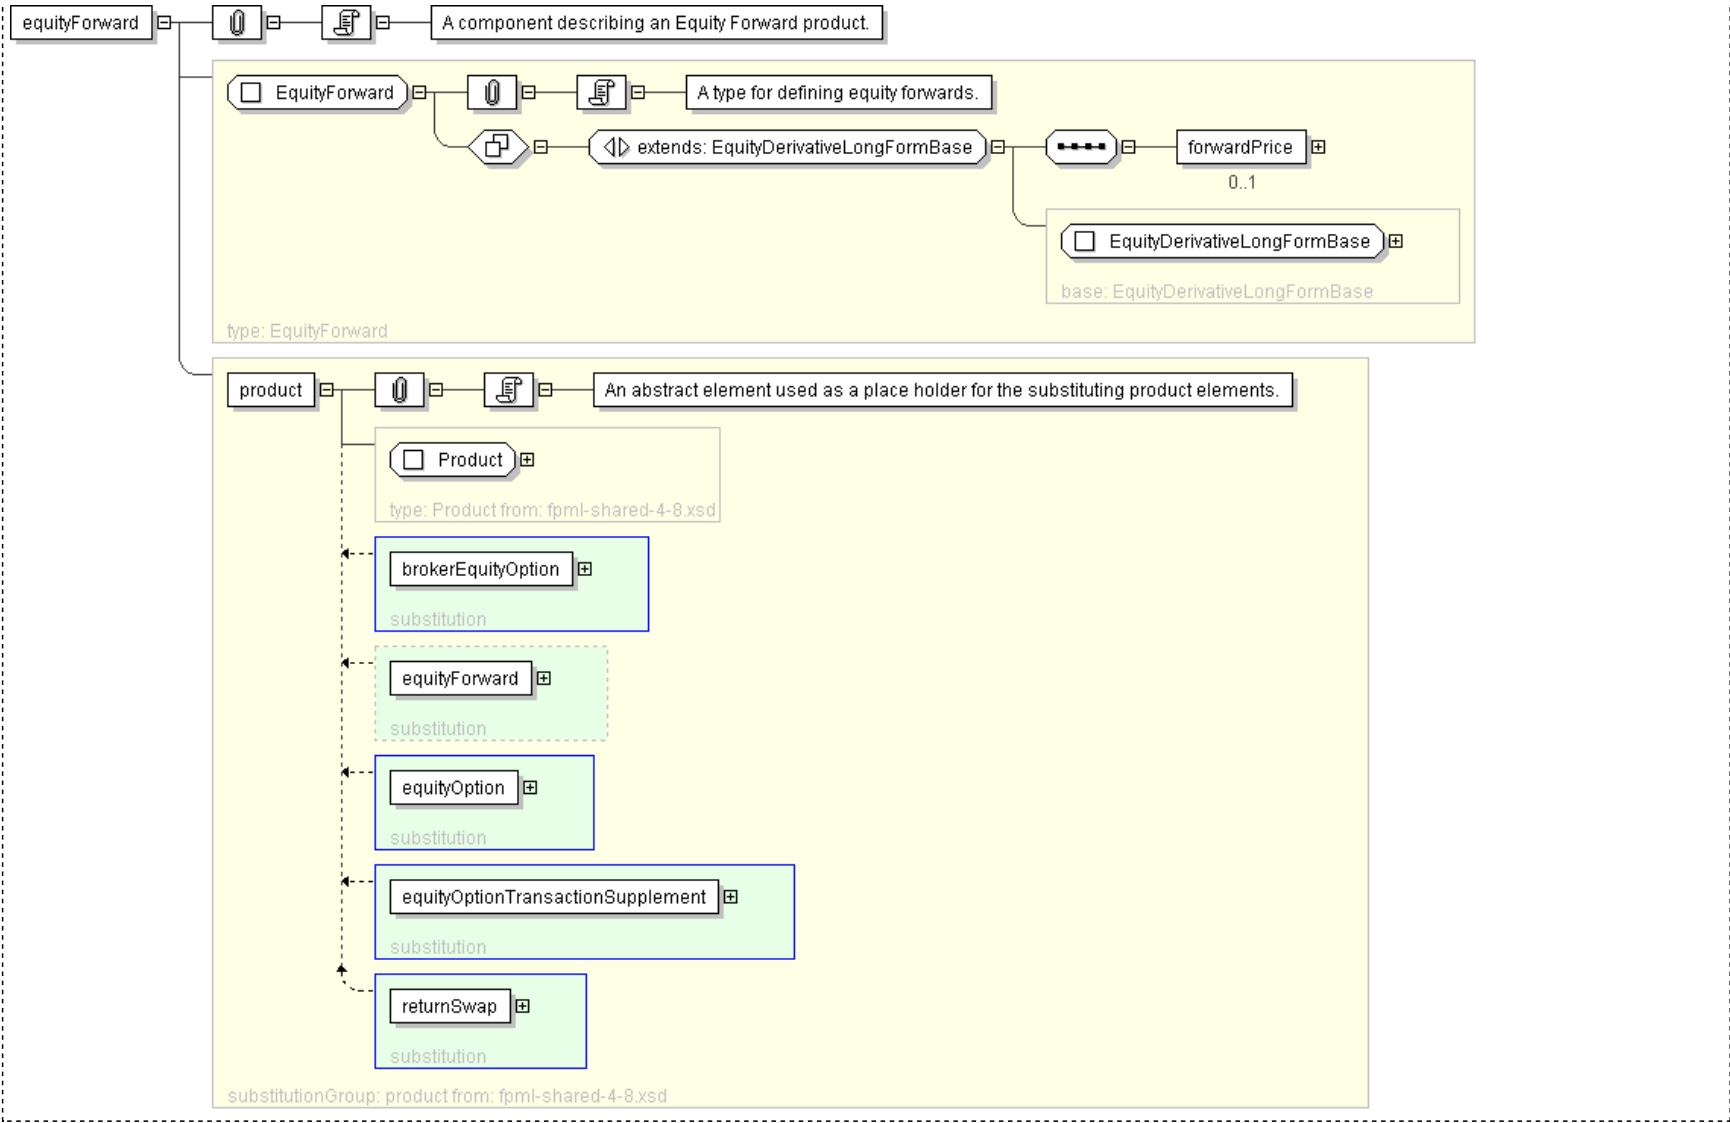 equityForward
A component describing an Equity Forward product.
EquityForward
A type for defining equity forwards.
extends: EquityDerivativeLongFormBase
forwardPrice
0..1
EquityDerivativeLongFormBase
base: EquityDerivativeLongFormBase
type: EquityForward
product
An abstract element used as a place holder for the substituting product elements.
Product
type: Product from: fpml-shared-4-8.xsd
brokerEquityOption
substitution
equityForward
substitution
equityOption
substitution
equityOptionTransactionSupplement
substitution
returnSwap
substitution
substitutionGroup: product from: fpml-shared-4-8.xsd